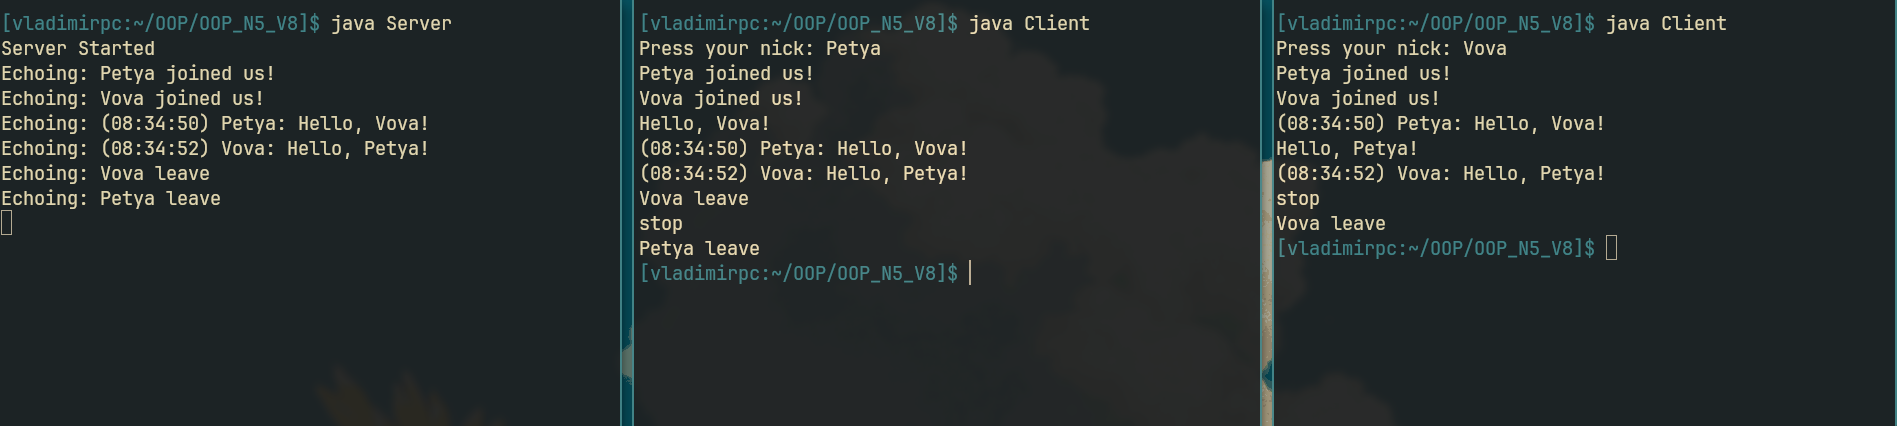 [vladimirpc:~/OOP/OOP_N5_V8]$ java Server
Server Started
Echoing: Petya joined us!
Echoing: Vova joined us!
Echoing: (08:34:50) Petya: Hello, Vova!
Echoing: (08:34:52) Vova: Hello, Petya!
Echoing: Vova leave
Echoing: Petya leave
[vladimirpc:~/OOP/OOP_N5_V8]$ java Client
Press your nick: Petya
Petya joined us!
Vova joined us!
Hello, Vova!
(08:34:50) Petya: Hello, Vova!
(08:34:52) Vova: Hello, Petya!
Vova leave
stop
Petya leave
[vladimirpc:~/OOP/OOP_N5_V8]$
[vladimirpc:~/OOP/OOP_N5_V8]$ java Client
Press your nick: Vova
Petya joined us!
Vova joined us!
(08:34:50) Petya: Hello, Vova!
Hello, Petya!
(08:34:52) Vova: Hello, Petya!
stop
Vova leave
[vladimirpc:~/OOP/OOP_N5_V8]$